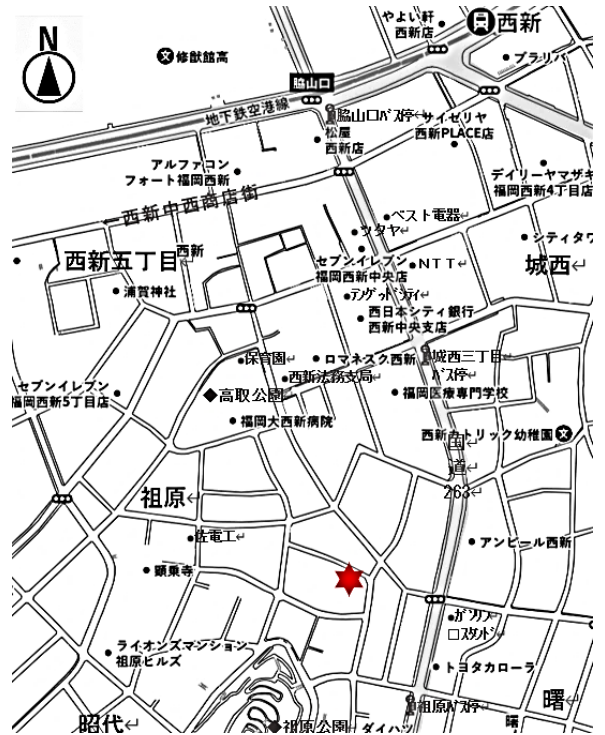 N
やよい軒
西新店
西新
修猷館高
プラリバ
脇山口
地下鉄空港線
脇山口バス停
松屋
西新店
サイゼリヤ
西新PLACE店
アルファコン
フォート福岡西新
デイリーヤマザキ
福岡西新4丁目店
←西新中西商店街
ベスト電器
ツタヤ
シティタワ
西新
西新五丁目
セブンイレブン
福岡西新中央店
NTT
城西
浦賀神社
テングッドシティ
西日本シティ銀行
西新中央支店
保育園
ロマネスク西新
城西三丁目
バス停
西新法務支局
セブンイレブン
福岡西新5丁目店
◆高取公園
福岡医療専門学校
福岡大西新病院
西新カトリック幼稚園
国
道
263
祖原
佐電工
アンピール西新
顕乗寺
ガソリン
スタンド
ライオンズマンション
祖原ヒルズ
トヨタカローラ
曙
祖原バス停
昭代
◆祖原公園
ダイハツ
曙